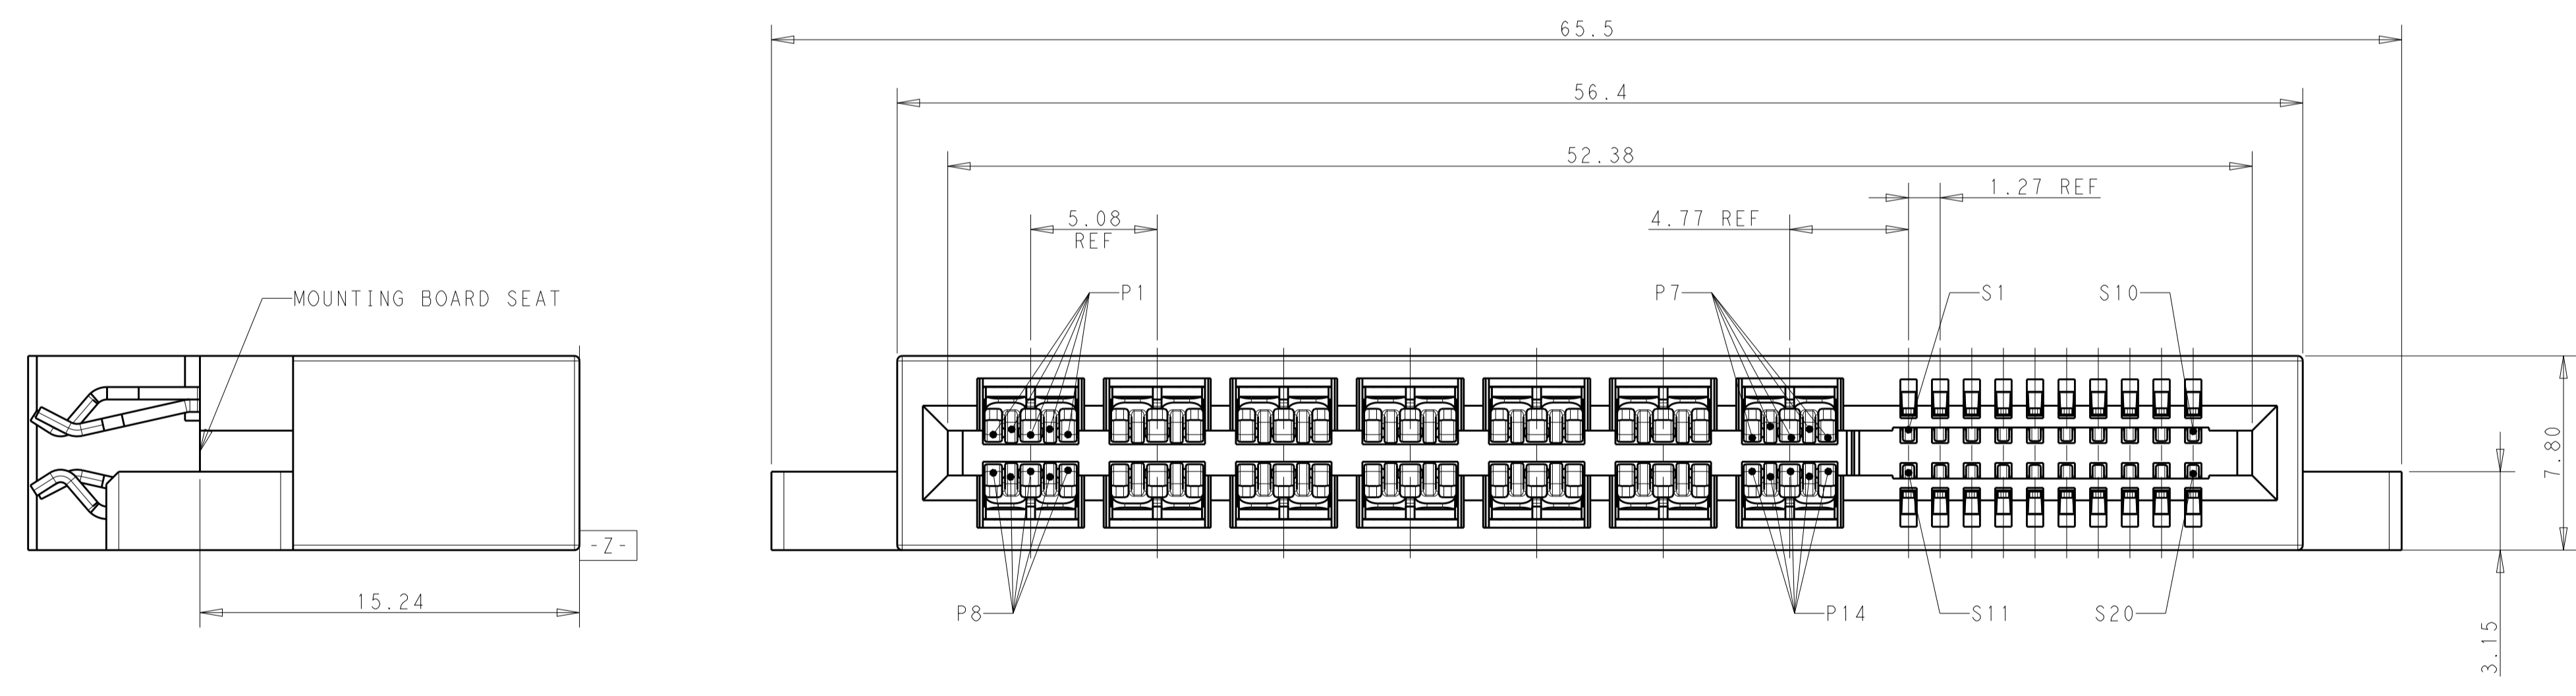 65.5
56.4
52.38
1.27 REF
5.08
REF
4.77 REF
P1
P7
S1
S10
MOUNTING BOARD SEAT
7.80
-Z-
15.24
P8
P14
S11
S20
3.15